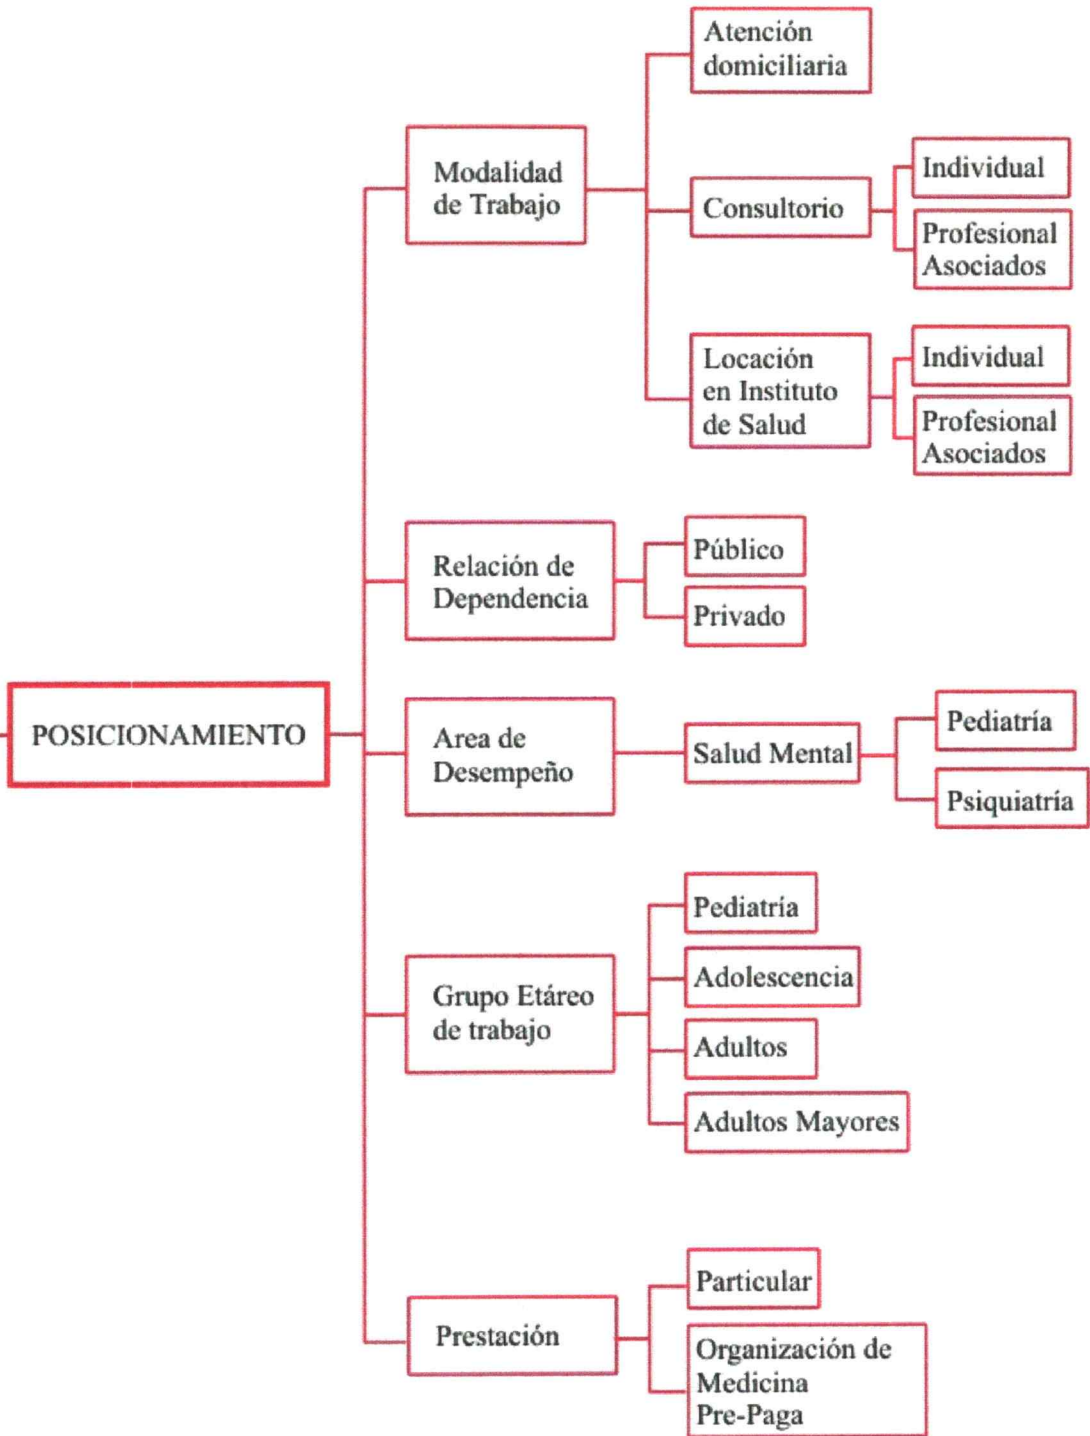 POSICIONAMIENTO
Modalidad
de Trabajo
Atención
domiciliaria
Consultorio
Individual
Profesional
Asociados
Locación
en Instituto
de Salud
Individual
Profesional
Asociados
Relación de
Dependencia
Público
Privado
Area de
Desempeño
Salud Mental
Pediatría
Psiquiatría
Grupo Etáreo
de trabajo
Pediatría
Adolescencia
Adultos
Adultos Mayores
Prestación
Particular
Organización de
Medicina
Pre-Paga